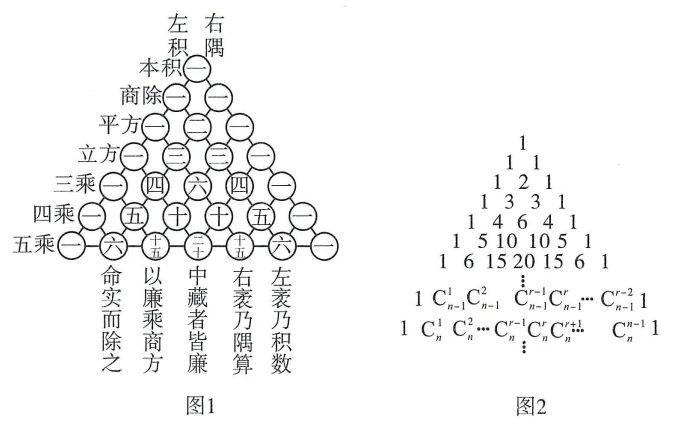 左积 右隅
本积 一
商除 一 一
平方 一 二 一
立方 一 三 三 一
三乘 一 四 六 四 一
四乘 一 五 十 十 五 一
五乘 一 六 十五 二十 十五 六 一
命实而除之
以廉乘商方
中藏者皆廉
右袤乃隅算
左袤乃积数
图1
1
1 1
1 2 1
1 3 3 1
1 4 6 4 1
1 5 10 10 5 1
1 6 15 20 15 6 1
⋮
1 C_{n-1}^{1} C_{n-1}^{2} C_{n-1}^{r-1} C_{n-1}^{r} ⋯ C_{n-1}^{r-2} 1
1 C_{n}^{1} C_{n}^{2} ⋯ C_{n}^{r-1} C_{n}^{r} C_{n}^{r+1} ⋯ C_{n}^{n-1} 1
⋮
图2